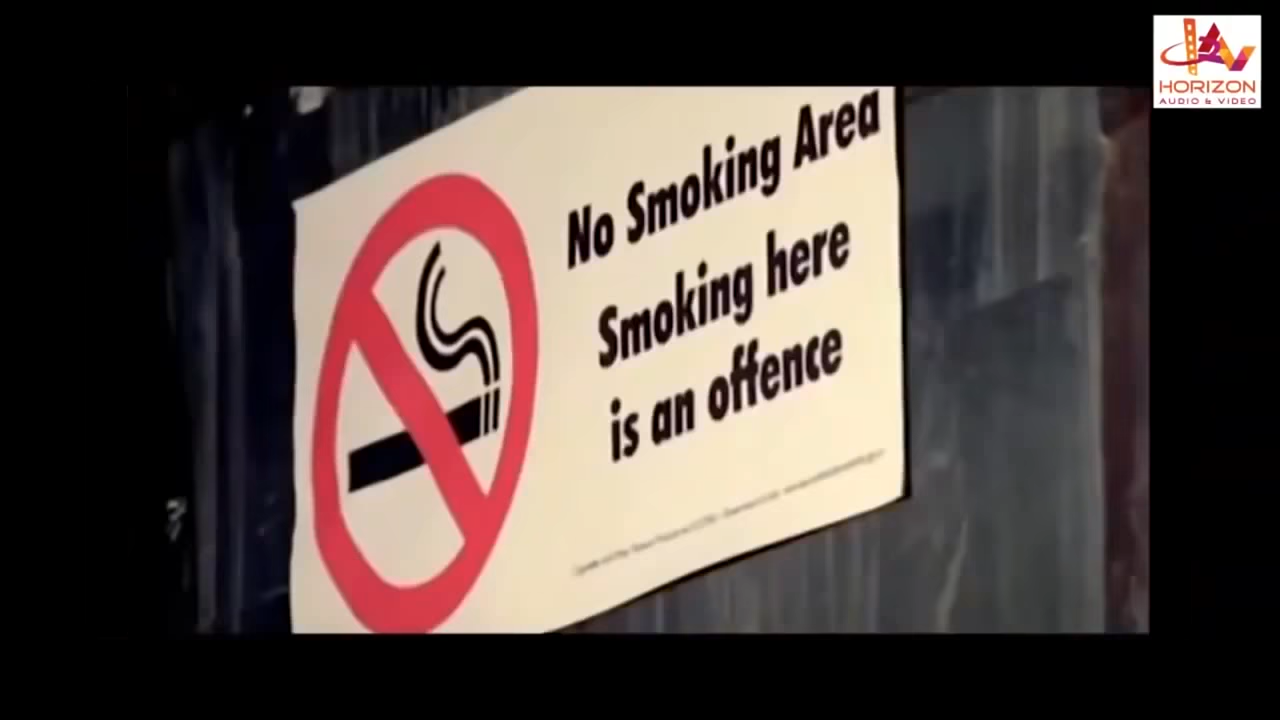 No Smoking Area
Smoking here
is an offence
HORIZON
AUDIO & VIDEO